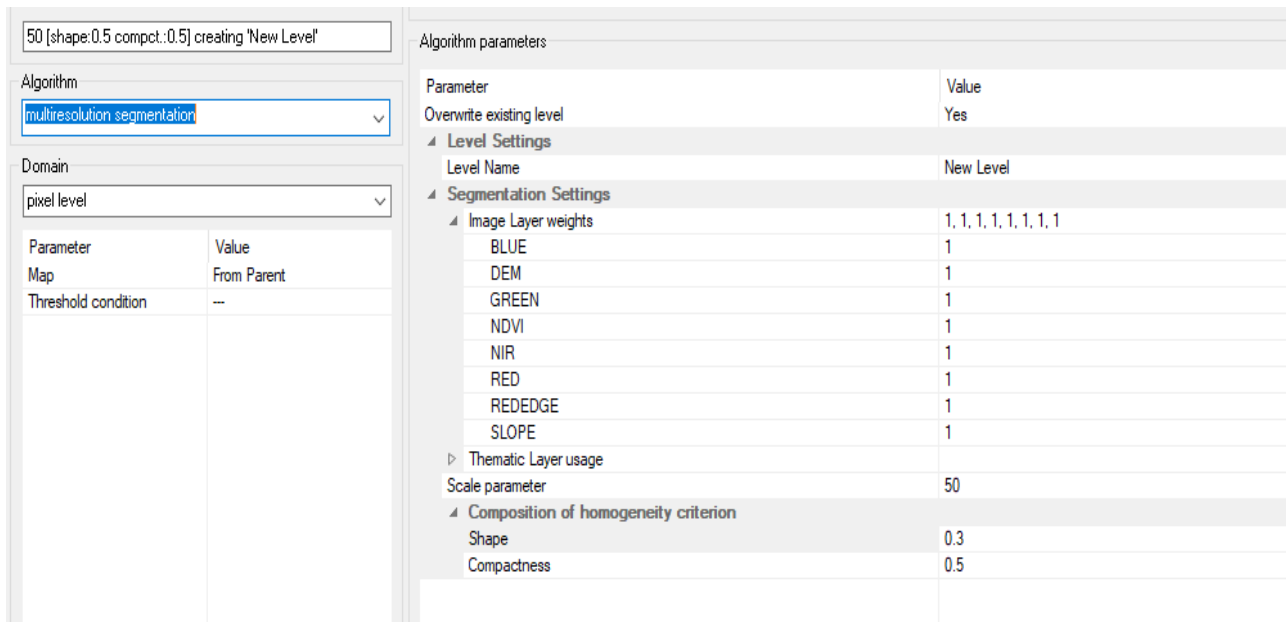 50 [shape:0.5 compct.:0.5] creating 'New Level'
Algorithm
multiresolution segmentation
Domain
pixel level
Parameter Value
Map From Parent
Threshold condition ---
Algorithm parameters
Parameter Value
Overwrite existing level Yes
Level Settings
Level Name New Level
Segmentation Settings
Image Layer weights 1, 1, 1, 1, 1, 1, 1, 1
BLUE 1
DEM 1
GREEN 1
NDVI 1
NIR 1
RED 1
REDEDGE 1
SLOPE 1
Thematic Layer usage
Scale parameter 50
Composition of homogeneity criterion
Shape 0.3
Compactness 0.5